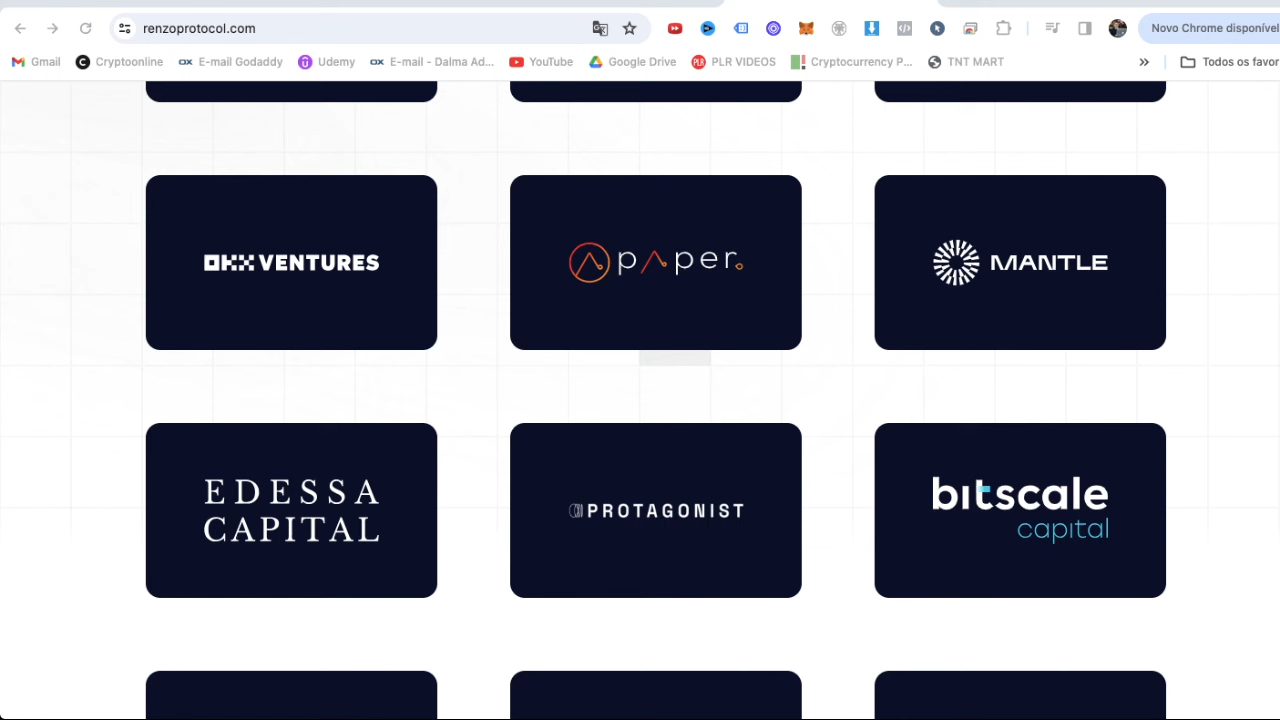 renzoprotocol.com
Novo Chrome disponível
Gmail
Cryptoonline
E-mail Godaddy
Udemy
E-mail - Dalma Ad...
YouTube
Google Drive
PLR VIDEOS
Cryptocurrency P...
TNT MART
»
Todos os favor
OKX VENTURES
paper.
MANTLE
EDESSA
CAPITAL
PROTAGONIST
bitscale
capital